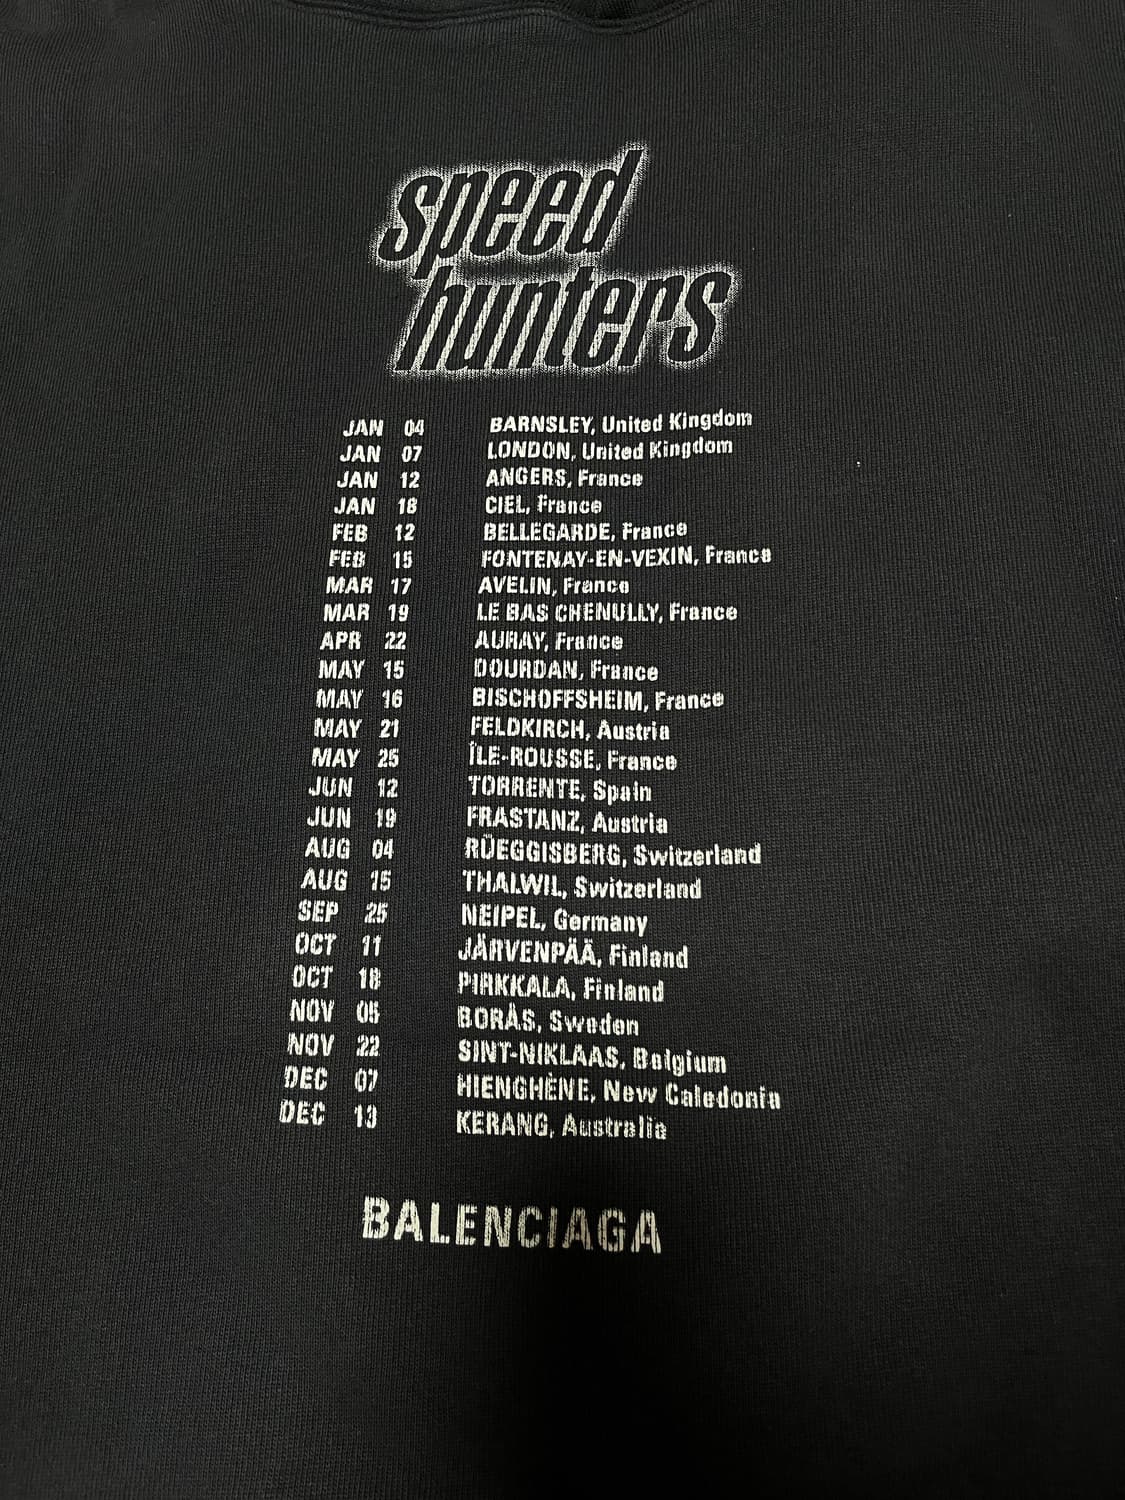 speed
hunters
JAN 04 BARNSLEY, United Kingdom
JAN 07 LONDON, United Kingdom
JAN 12 ANGERS, France
JAN 18 CIEL, France
FEB 12 BELLEGARDE, France
FEB 15 FONTENAY-EN-VEXIN, France
MAR 17 AVELIN, France
MAR 19 LE BAS CHENULLY, France
APR 22 AURAY, France
MAY 15 DOURDAN, France
MAY 16 BISCHOFFSHEIM, France
MAY 21 FELDKIRCH, Austria
MAY 25 ÎLE-ROUSSE, France
JUN 12 TORRENTE, Spain
JUN 19 FRASTANZ, Austria
AUG 04 RÜEGGISBERG, Switzerland
AUG 15 THALWIL, Switzerland
SEP 25 NEIPEL, Germany
OCT 11 JÄRVENPÄÄ, Finland
OCT 18 PIRKKALA, Finland
NOV 05 BORÅS, Sweden
NOV 22 SINT-NIKLAAS, Belgium
DEC 07 HIENGHÈNE, New Caledonia
DEC 13 KERANG, Australia
BALENCIAGA